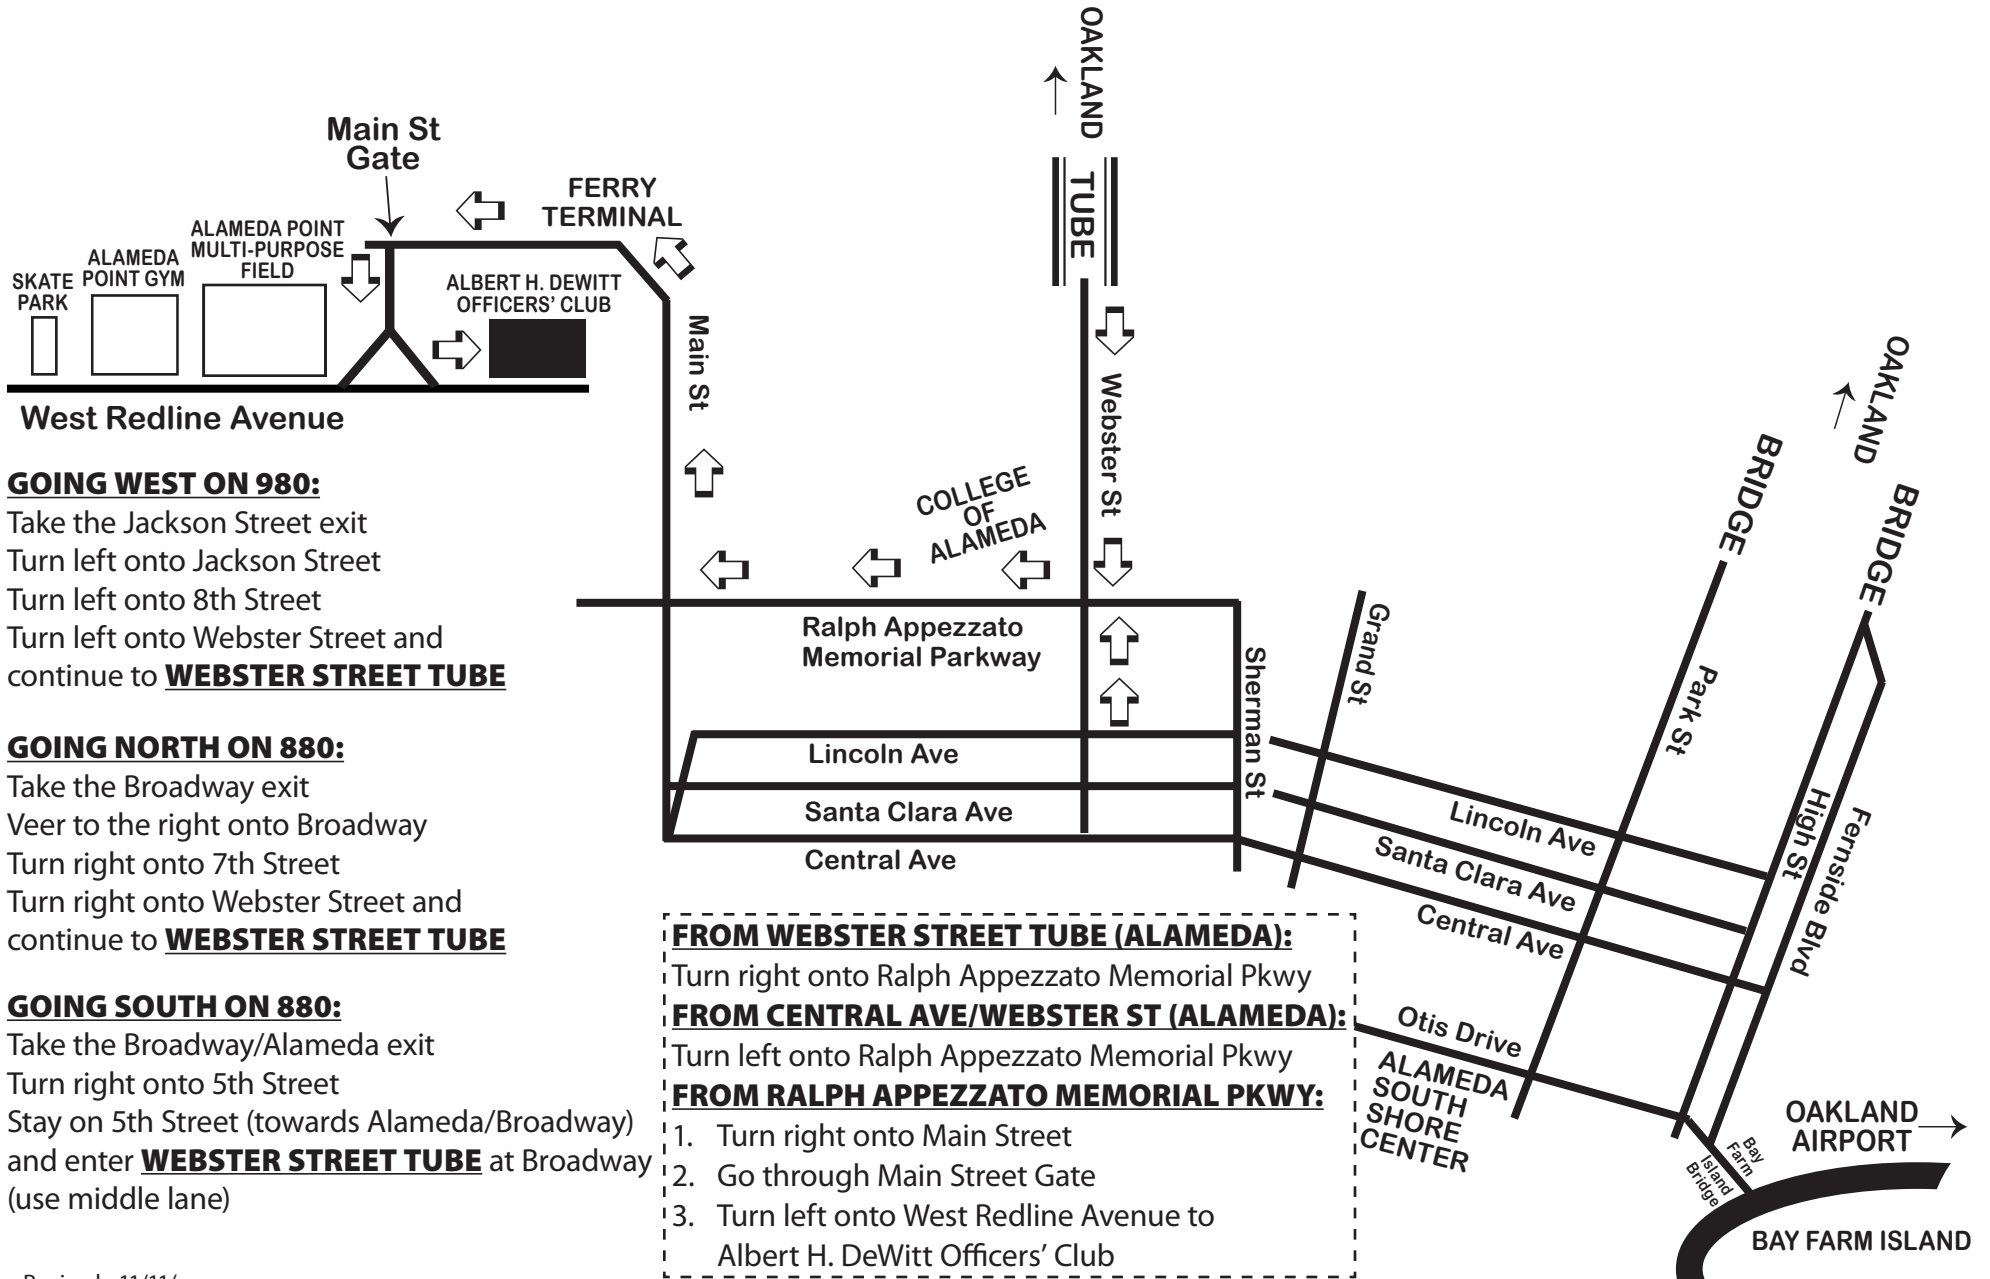 OAKLAND
TUBE
Main St
Gate
FERRY
TERMINAL
ALAMEDA POINT
MULTI-PURPOSE
FIELD
ALAMEDA
POINT GYM
SKATE
PARK
ALBERT H. DEWITT
OFFICERS' CLUB
Main St
Webster St
West Redline Avenue
COLLEGE
OF
ALAMEDA
OAKLAND
BRIDGE
BRIDGE
Ralph Appezzato
Memorial Parkway
Sherman St
Grand St
Park St
High St
Fernside Blvd
Lincoln Ave
Santa Clara Ave
Central Ave
Lincoln Ave
Santa Clara Ave
Central Ave
Otis Drive
ALAMEDA
SOUTH
SHORE
CENTER
OAKLAND
AIRPORT
Bay
Farm
Island
Bridge
BAY FARM ISLAND
GOING WEST ON 980:
Take the Jackson Street exit
Turn left onto Jackson Street
Turn left onto 8th Street
Turn left onto Webster Street and
continue to WEBSTER STREET TUBE
GOING NORTH ON 880:
Take the Broadway exit
Veer to the right onto Broadway
Turn right onto 7th Street
Turn right onto Webster Street and
continue to WEBSTER STREET TUBE
GOING SOUTH ON 880:
Take the Broadway/Alameda exit
Turn right onto 5th Street
Stay on 5th Street (towards Alameda/Broadway)
and enter WEBSTER STREET TUBE at Broadway
(use middle lane)
FROM WEBSTER STREET TUBE (ALAMEDA):
Turn right onto Ralph Appezzato Memorial Pkwy
FROM CENTRAL AVE/WEBSTER ST (ALAMEDA):
Turn left onto Ralph Appezzato Memorial Pkwy
FROM RALPH APPEZZATO MEMORIAL PKWY:
1. Turn right onto Main Street
2. Go through Main Street Gate
3. Turn left onto West Redline Avenue to
Albert H. DeWitt Officers' Club